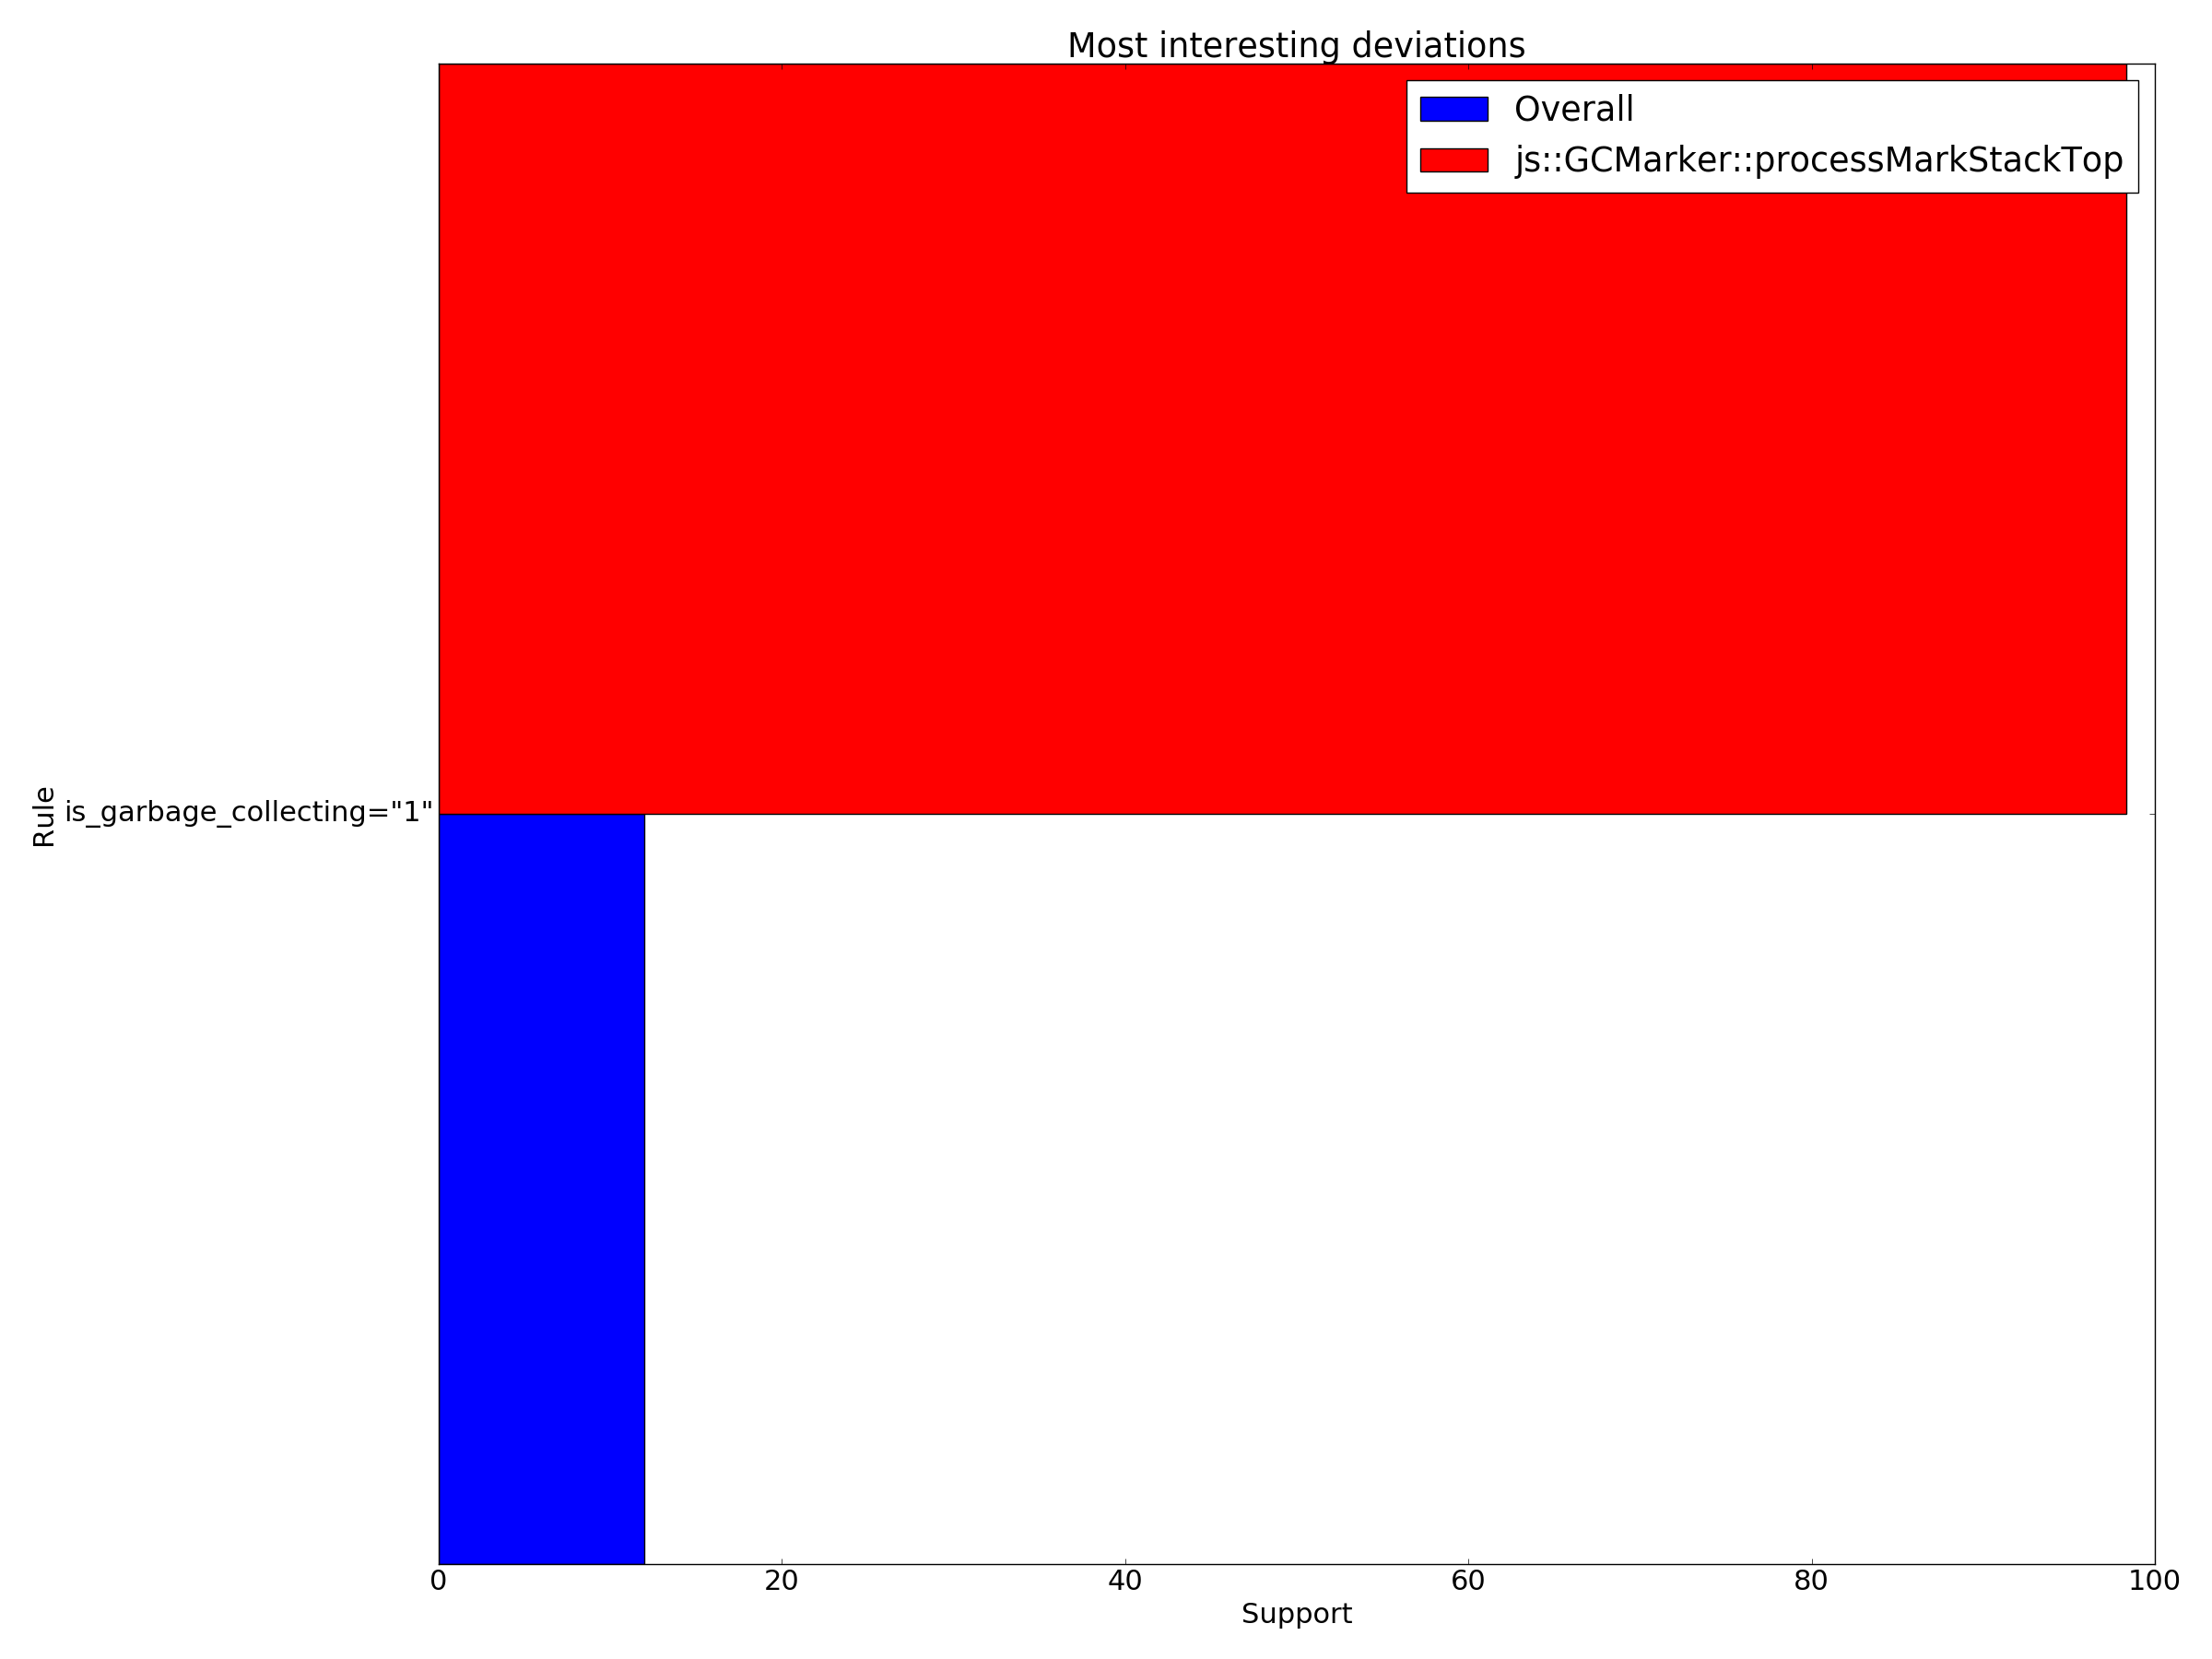 Most interesting deviations
Overall
js::GCMarker::processMarkStackTop
Rule
is_garbage_collecting="1"
0 20 40 60 80 100
Support